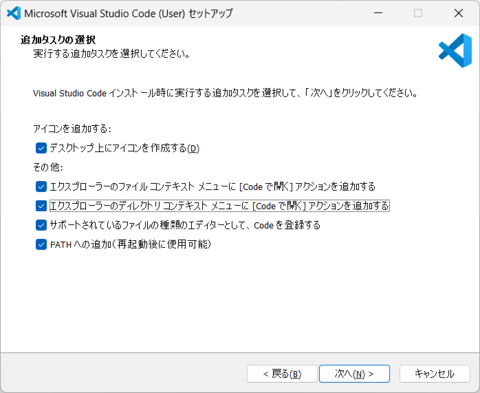 Microsoft Visual Studio Code (User) セットアップ
追加タスクの選択
実行する追加タスクを選択してください。
Visual Studio Code インストール時に実行する追加タスクを選択して、「次へ」をクリックしてください。
アイコンを追加する:
デスクトップ上にアイコンを作成する(D)
その他:
エクスプローラーのファイル コンテキスト メニューに [Code で開く] アクションを追加する
エクスプローラーのディレクトリ コンテキスト メニューに [Code で開く] アクションを追加する
サポートされているファイルの種類のエディターとして、Code を登録する
PATH への追加(再起動後に使用可能)
< 戻る(B)
次へ(N) >
キャンセル